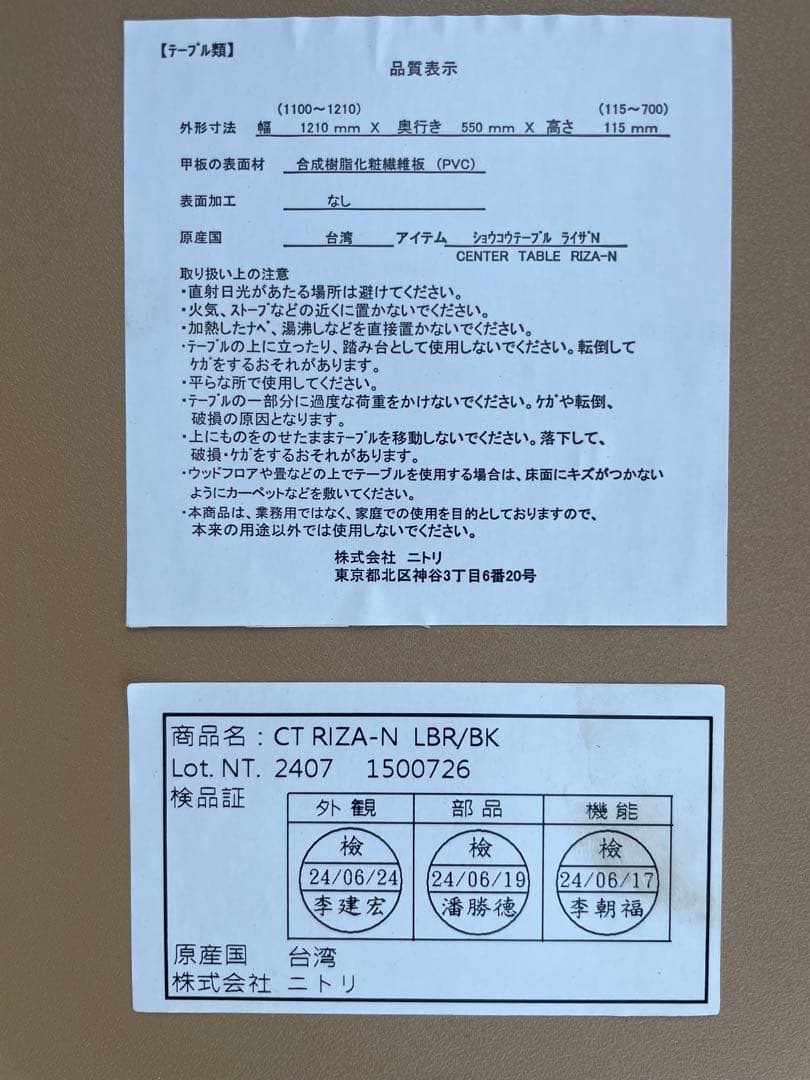 【ﾃｰﾌﾞﾙ類】
品質表示
(1100～1210) (115～700)
外形寸法 幅 1210 mm X 奥行き 550 mm X 高さ 115 mm
甲板の表面材 合成樹脂化粧繊維板 (PVC)
表面加工 なし
原産国 台湾 アイテム ｼｮｳｺｳﾃｰﾌﾞﾙ ﾗｲｻﾞN
CENTER TABLE RIZA-N
取り扱い上の注意
・直射日光があたる場所は避けてください。
・火気、ｽﾄｰﾌﾞなどの近くに置かないでください。
・加熱したﾅﾍﾞ、湯沸しなどを直接置かないでください。
・ﾃｰﾌﾞﾙの上に立ったり、踏み台として使用しないでください。転倒して
ｹｶﾞをするおそれがあります。
・平らな所で使用してください。
・ﾃｰﾌﾞﾙの一部分に過度な荷重をかけないでください。ｹｶﾞや転倒、
破損の原因となります。
・上にものをのせたままﾃｰﾌﾞﾙを移動しないでください。落下して、
破損・ｹｶﾞをするおそれがあります。
・ウッドフロアや畳などの上でテーブルを使用する場合は、床面にキズがつかない
ようにカーペットなどを敷いてください。
・本商品は、業務用ではなく、家庭での使用を目的としておりますので、
本来の用途以外では使用しないでください。
株式会社 ニトリ
東京都北区神谷3丁目6番20号
商品名：CT RIZA-N LBR/BK
Lot. NT. 2407 1500726
検品証
外観 部品 機能
檢 檢 檢
24/06/24 24/06/19 24/06/17
李建宏 潘勝德 李朝福
原産国 台湾
株式会社 ニトリ